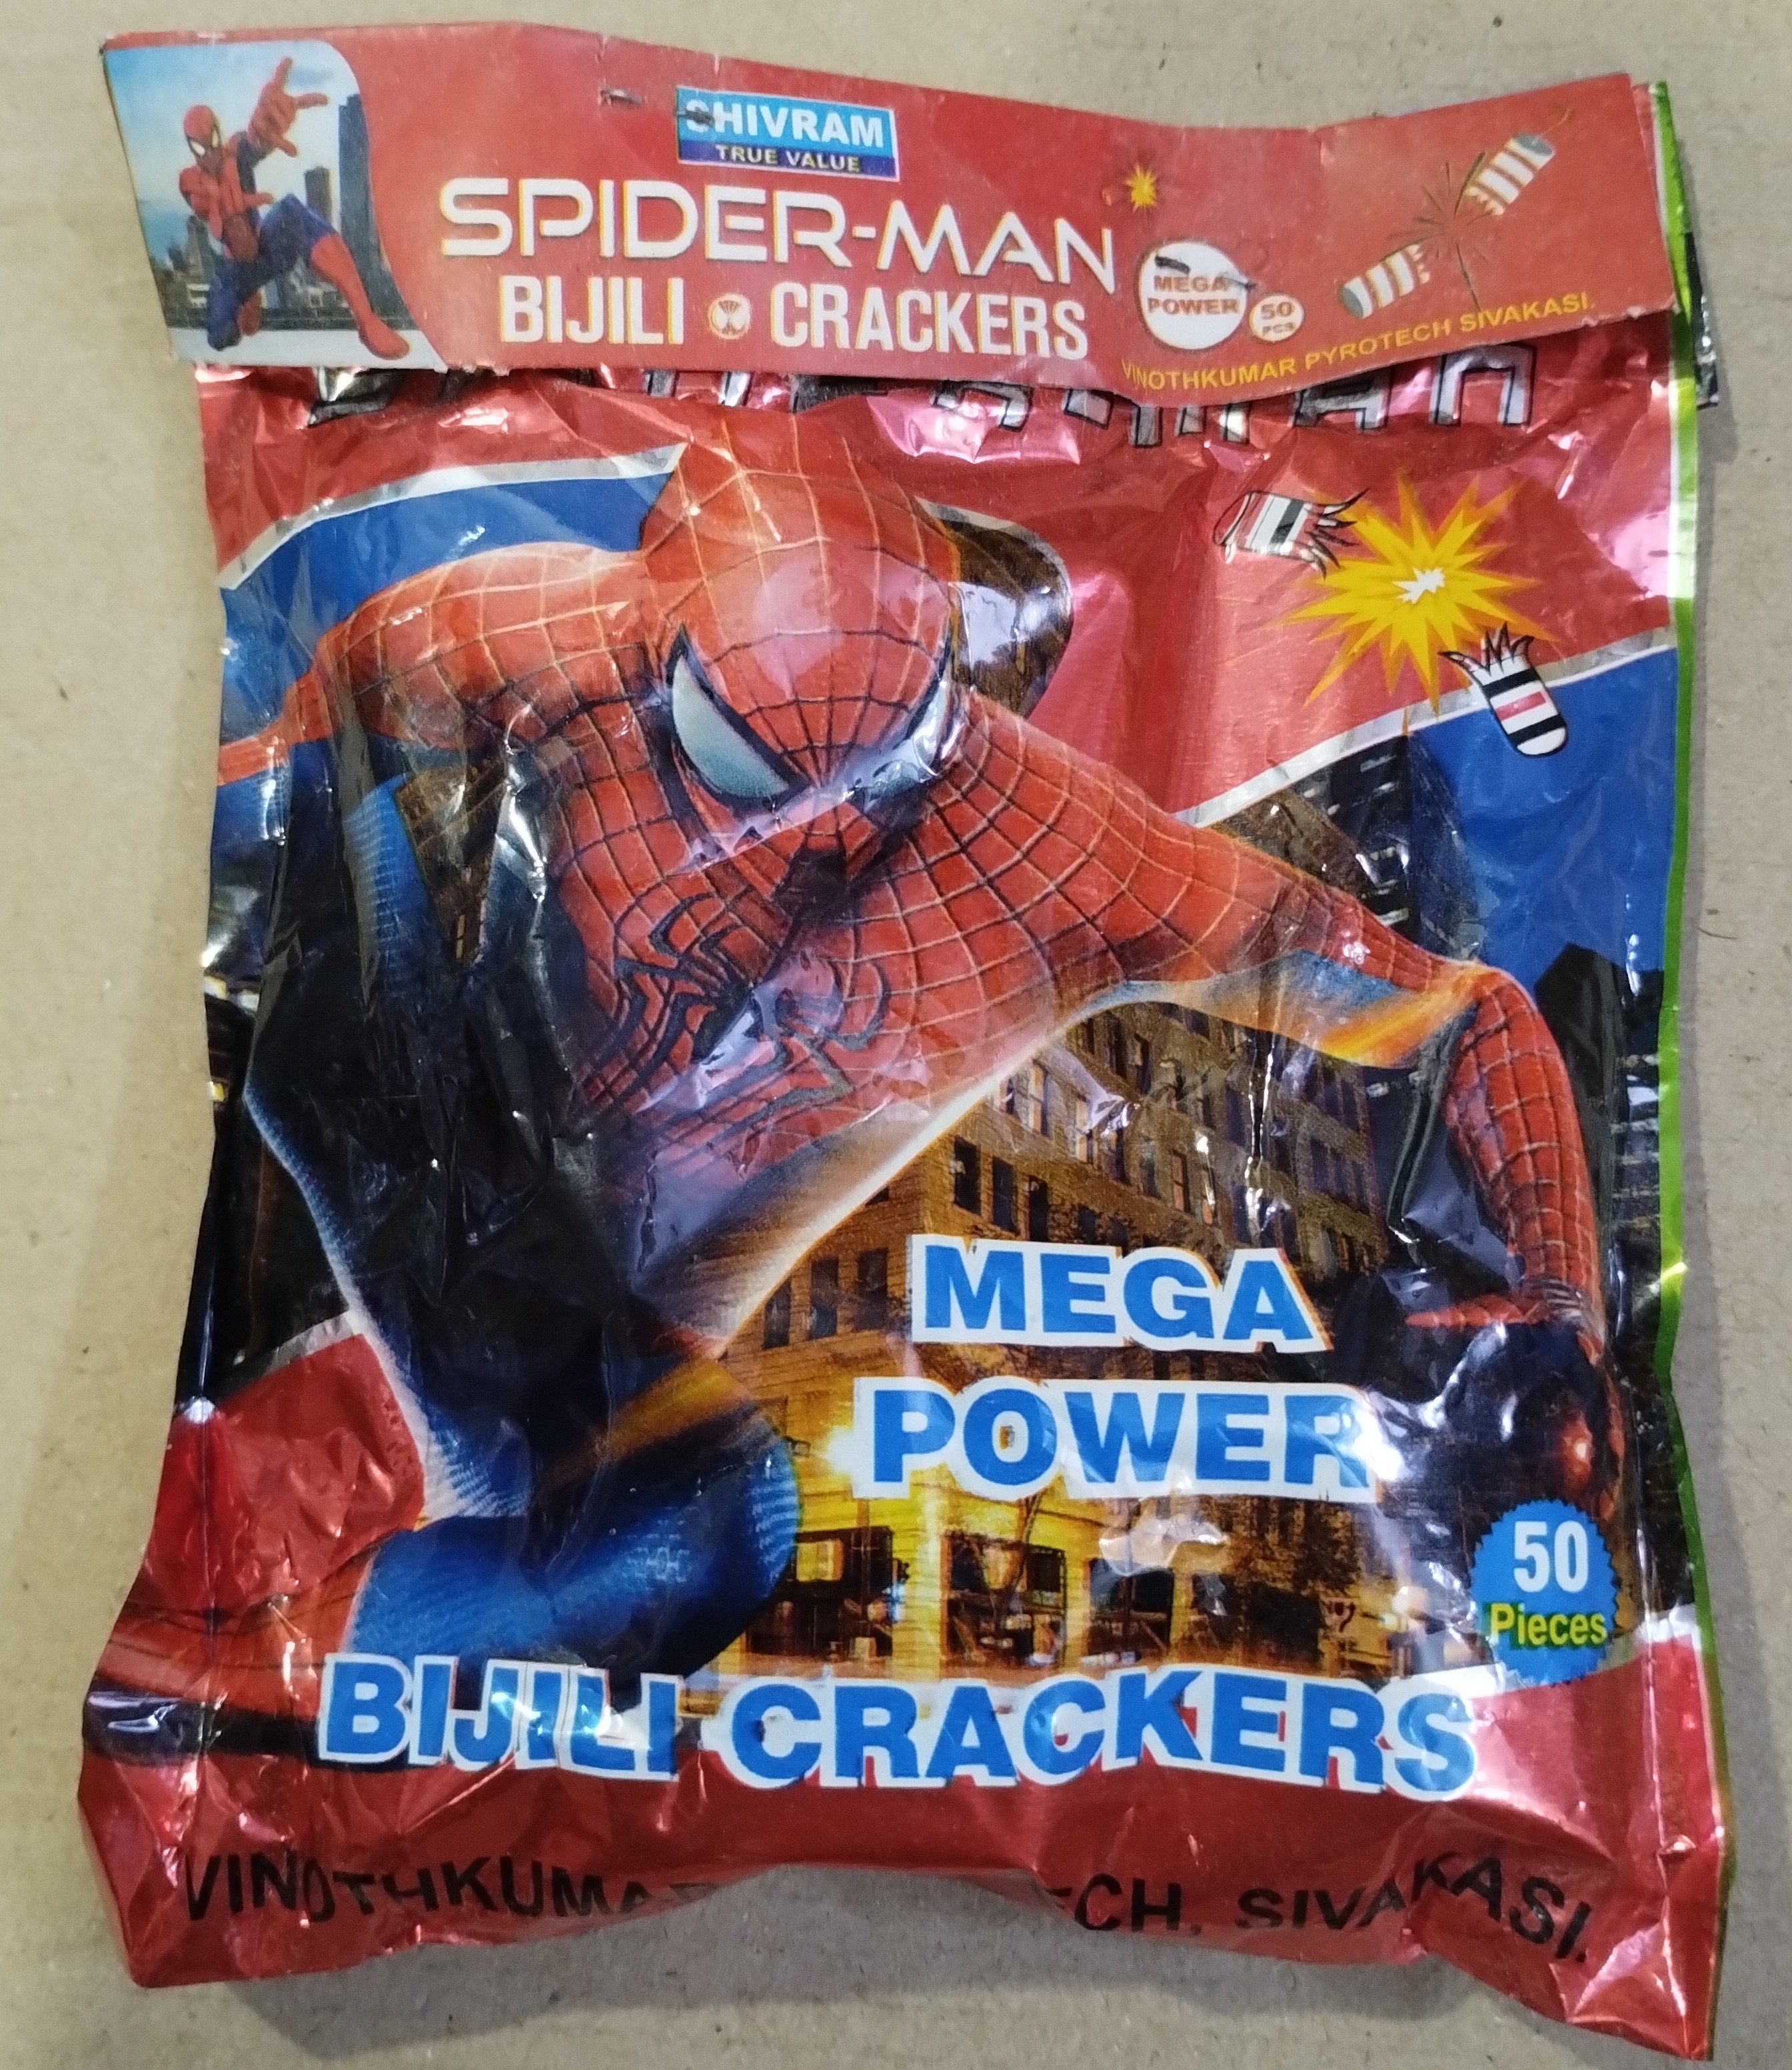 SHIVRAM
TRUE VALUE
SPIDER-MAN
BIJILI CRACKERS
MEGA
POWER
50
PCS
VINOTHKUMAR PYROTECH SIVAKASI.
MEGA
POWER
50
Pieces
BIJILI CRACKERS
SIVAKASI.